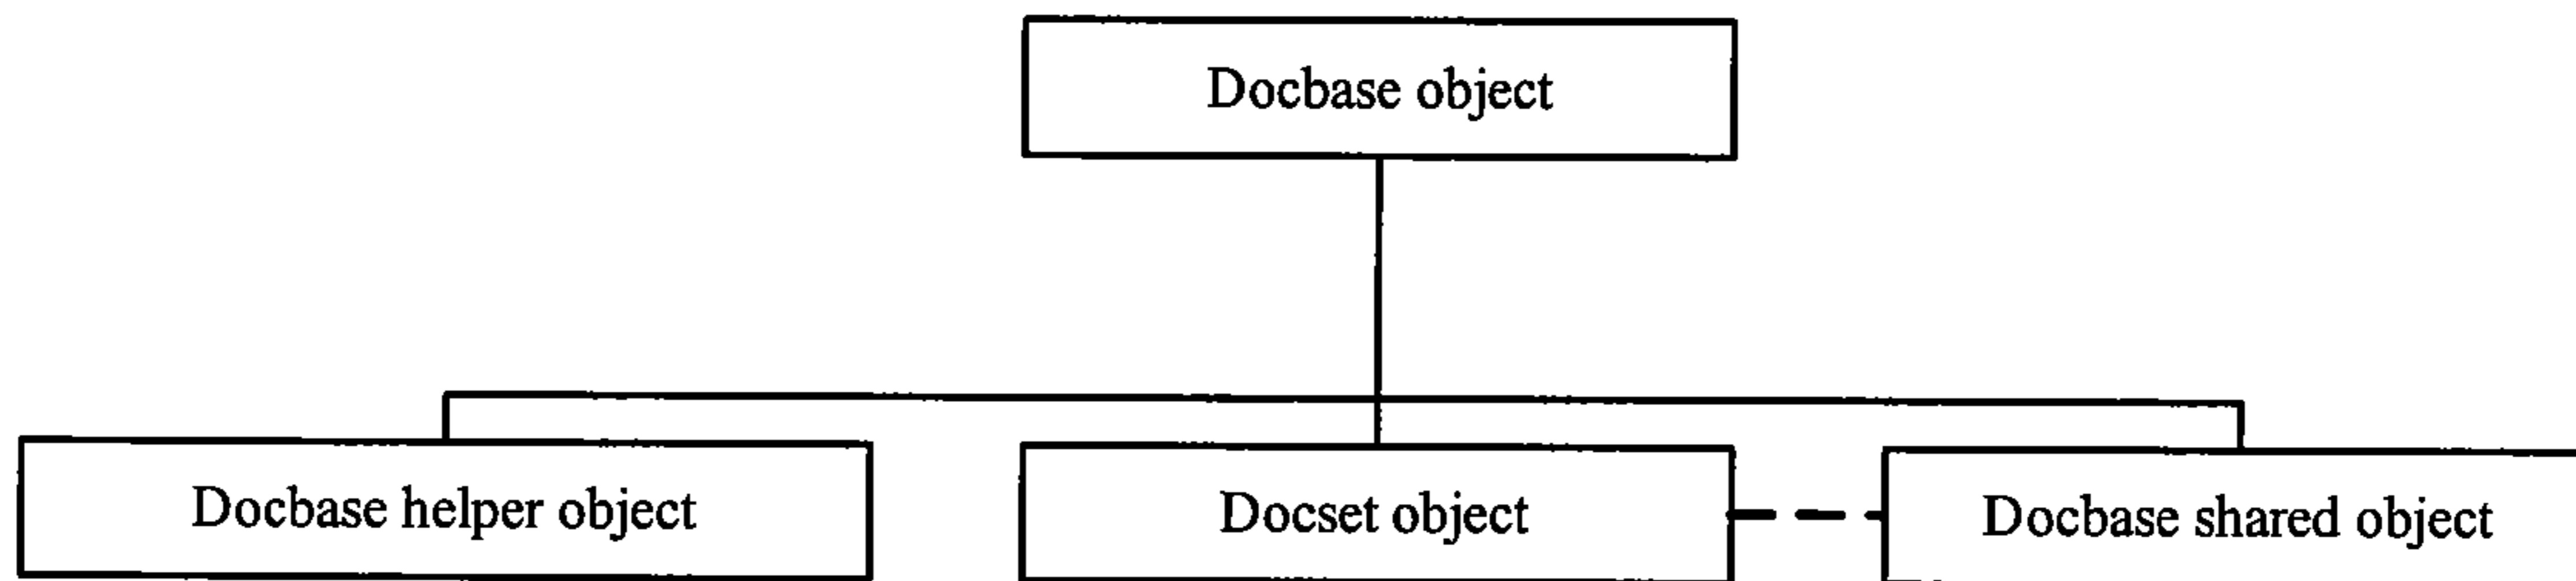 Docbase object
Docbase helper object
Docset object
Docbase shared object